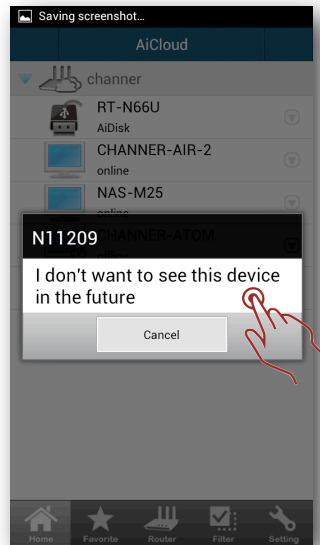 Saving screenshot...
AiCloud
channer
RT-N66U
AiDisk
CHANNER-AIR-2
online
NAS-M25
online
N11209
CHANNER-ATOM
I don't want to see this device
in the future
Cancel
Home Favorite Router Filter Setting